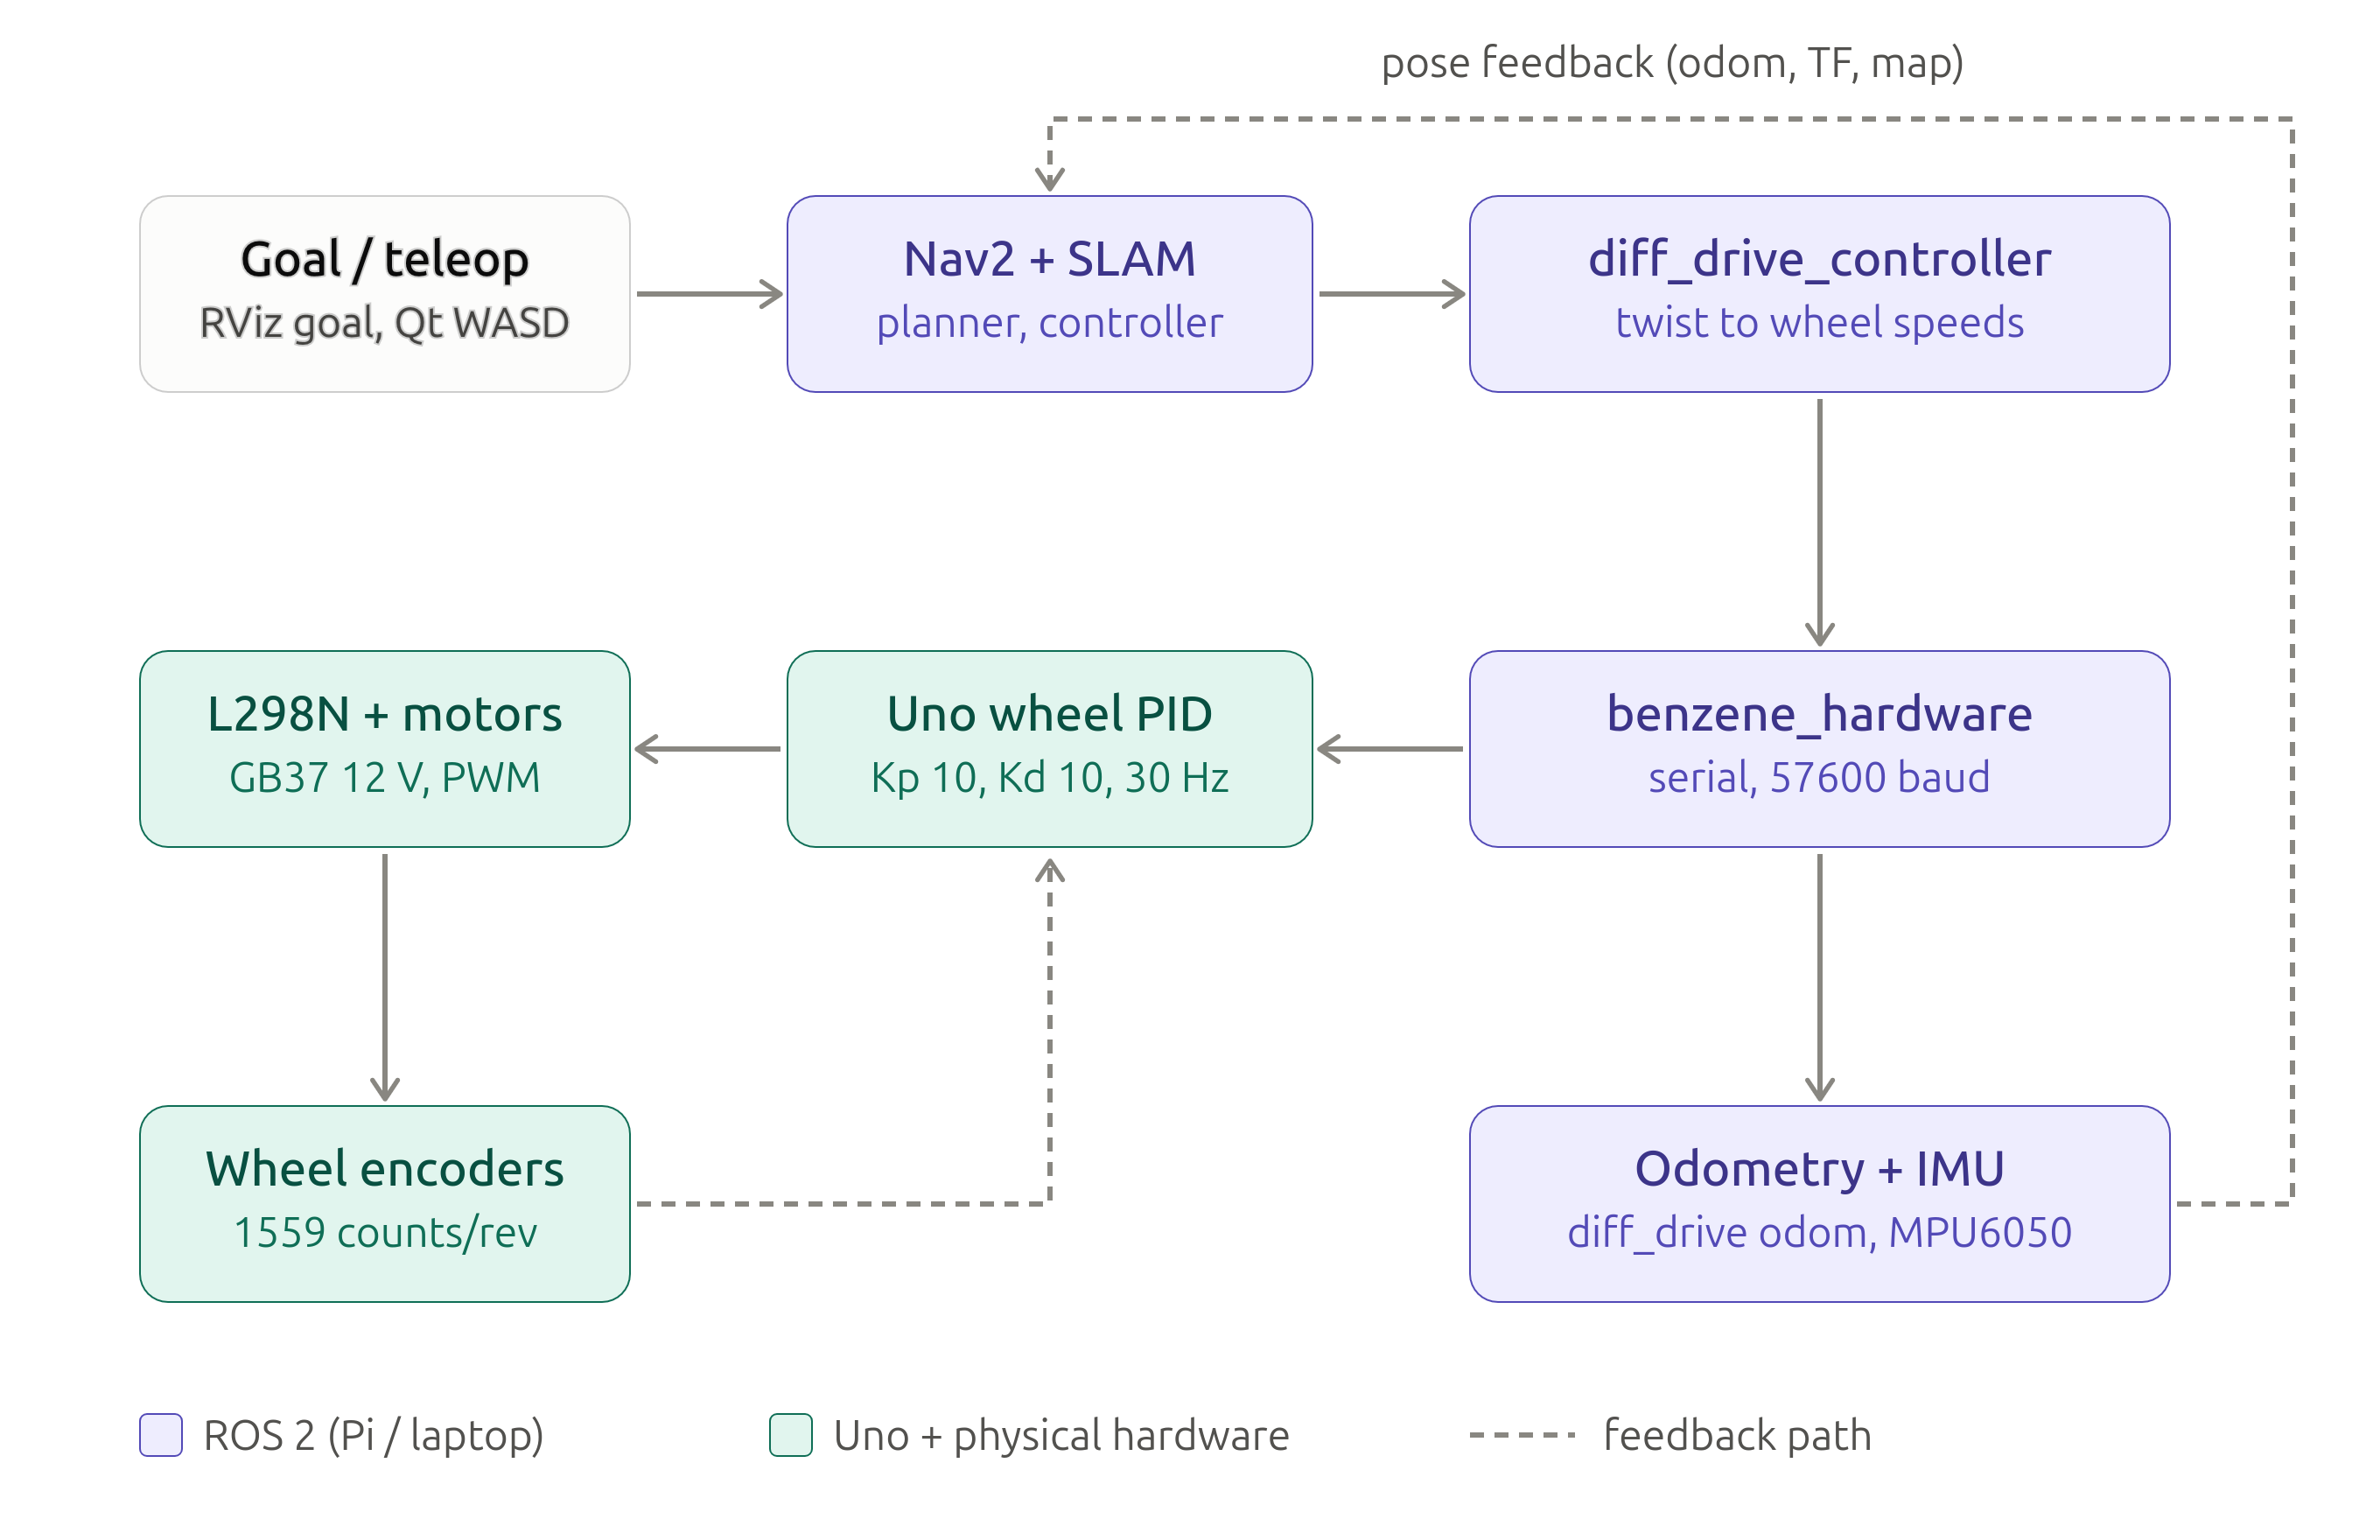 pose feedback (odom, TF, map)
Goal / teleop
RViz goal, Qt WASD
Nav2 + SLAM
planner, controller
diff_drive_controller
twist to wheel speeds
L298N + motors
GB37 12 V, PWM
Uno wheel PID
Kp 10, Kd 10, 30 Hz
benzene_hardware
serial, 57600 baud
Wheel encoders
1559 counts/rev
Odometry + IMU
diff_drive odom, MPU6050
ROS 2 (Pi / laptop)
Uno + physical hardware
feedback path